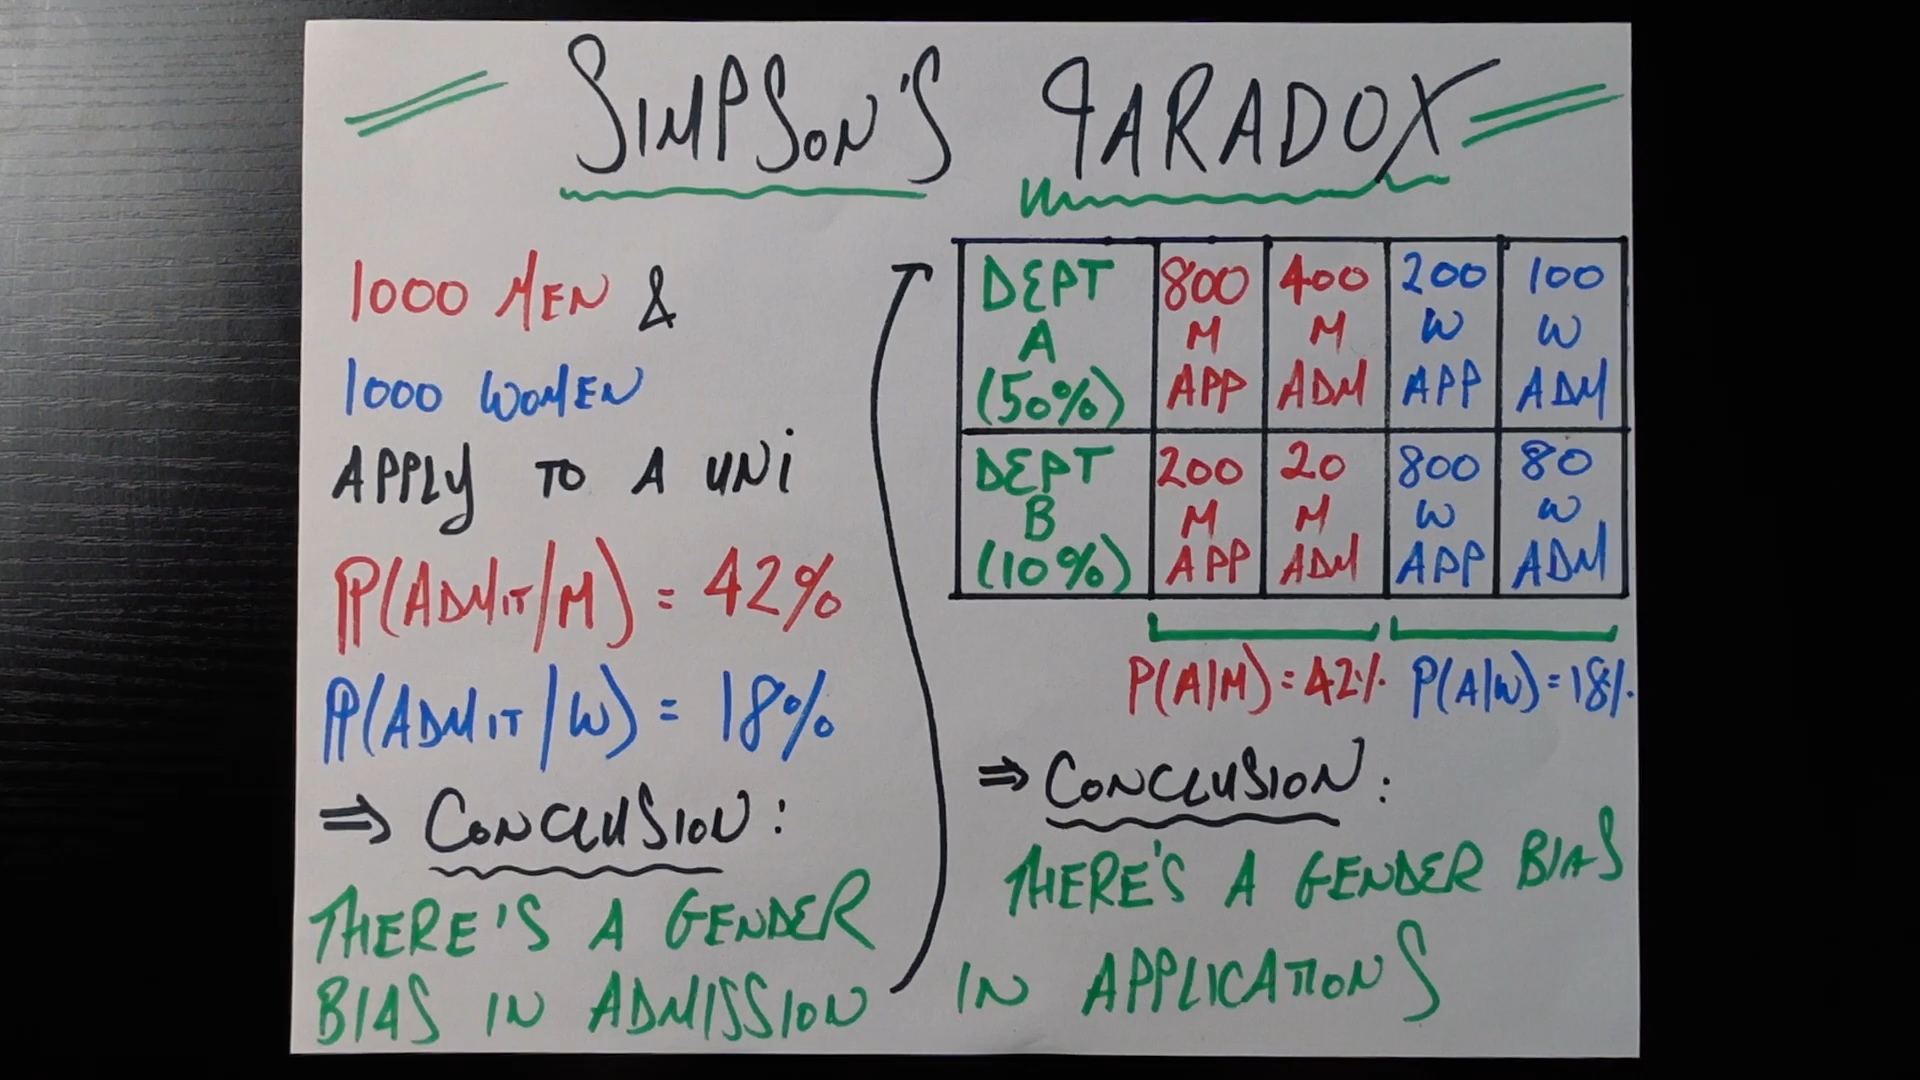 SIMPSON'S PARADOX
1000 MEN &
1000 WOMEN
APPLY TO A UNI
P(ADMIT/M) = 42%
P(ADMIT/W) = 18%
⇒ CONCLUSION:
THERE'S A GENDER
BIAS IN ADMISSION
DEPT A (50%) 800 M APP 400 M ADM 200 W APP 100 W ADM
DEPT B (10%) 200 M APP 20 M ADM 800 W APP 80 W ADM
P(A|M) = 42% P(A|W) = 18%
⇒ CONCLUSION:
THERE'S A GENDER BIAS
IN APPLICATIONS